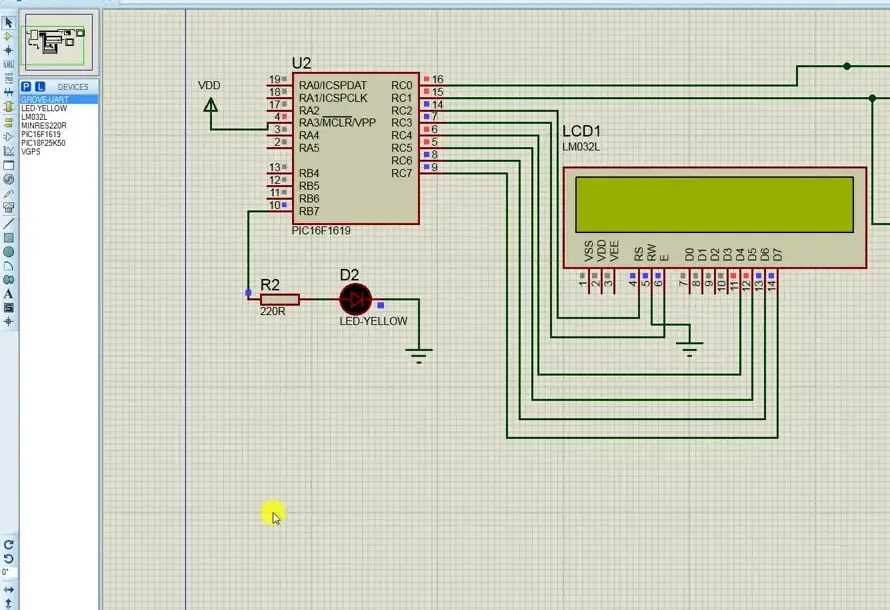 P L DEVICES
GROVE-UART
LED-YELLOW
LM032L
MINRES220R
PIC16F1619
PIC18F25K50
VGPS
0°
A
VDD
U2
19 RA0/ICSPDAT RC0 16
18 RA1/ICSPCLK RC1 15
17 RA2 RC2 14
4 RA3/MCLR/VPP RC3 7
3 RA4 RC4 6
2 RA5 RC5 5
RC6 8
13 RB4 RC7 9
12 RB5
11 RB6
10 RB7
PIC16F1619
R2
220R
D2
LED-YELLOW
LCD1
LM032L
VSS VDD VEE RS RW E D0 D1 D2 D3 D4 D5 D6 D7
1 2 3 4 5 6 7 8 9 10 11 12 13 14